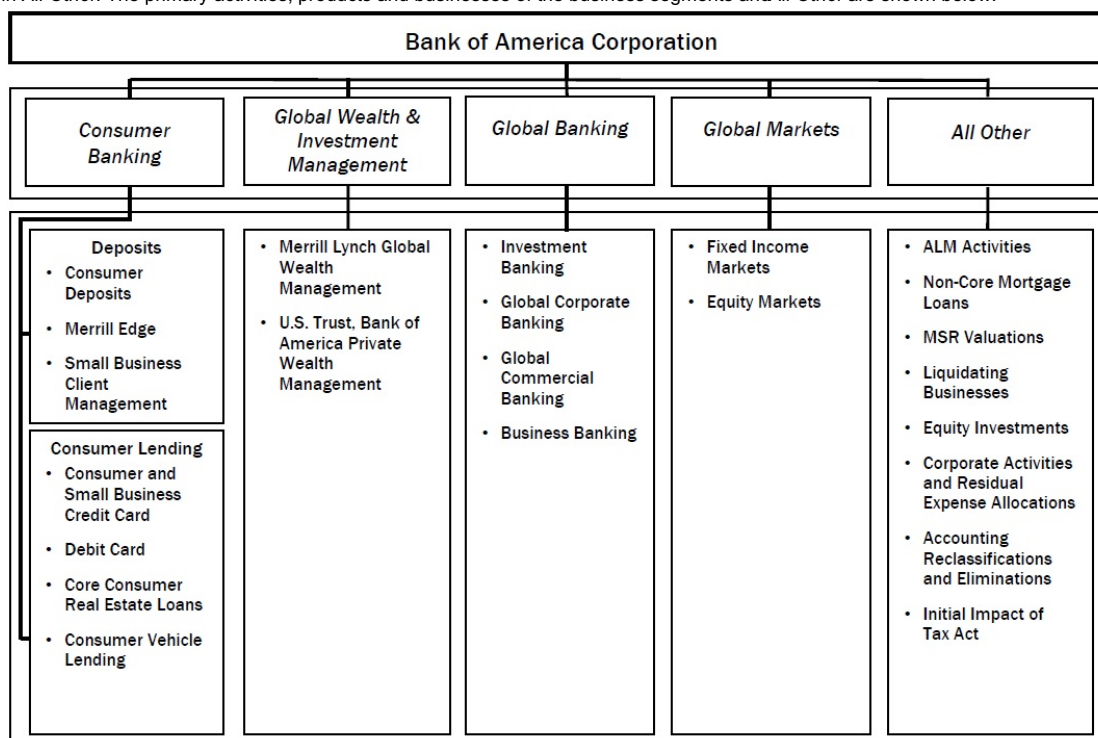 in All Other. The primary activities, products and businesses of the business segments and All Other are shown below.
Bank of America Corporation
Consumer
Banking
Global Wealth &
Investment
Management
Global Banking
Global Markets
All Other
Deposits
• Consumer
Deposits
• Merrill Edge
• Small Business
Client
Management
Consumer Lending
• Consumer and
Small Business
Credit Card
• Debit Card
• Core Consumer
Real Estate Loans
• Consumer Vehicle
Lending
• Merrill Lynch Global
Wealth
Management
• U.S. Trust, Bank of
America Private
Wealth
Management
• Investment
Banking
• Global Corporate
Banking
• Global
Commercial
Banking
• Business Banking
• Fixed Income
Markets
• Equity Markets
• ALM Activities
• Non-Core Mortgage
Loans
• MSR Valuations
• Liquidating
Businesses
• Equity Investments
• Corporate Activities
and Residual
Expense Allocations
• Accounting
Reclassifications
and Eliminations
• Initial Impact of
Tax Act